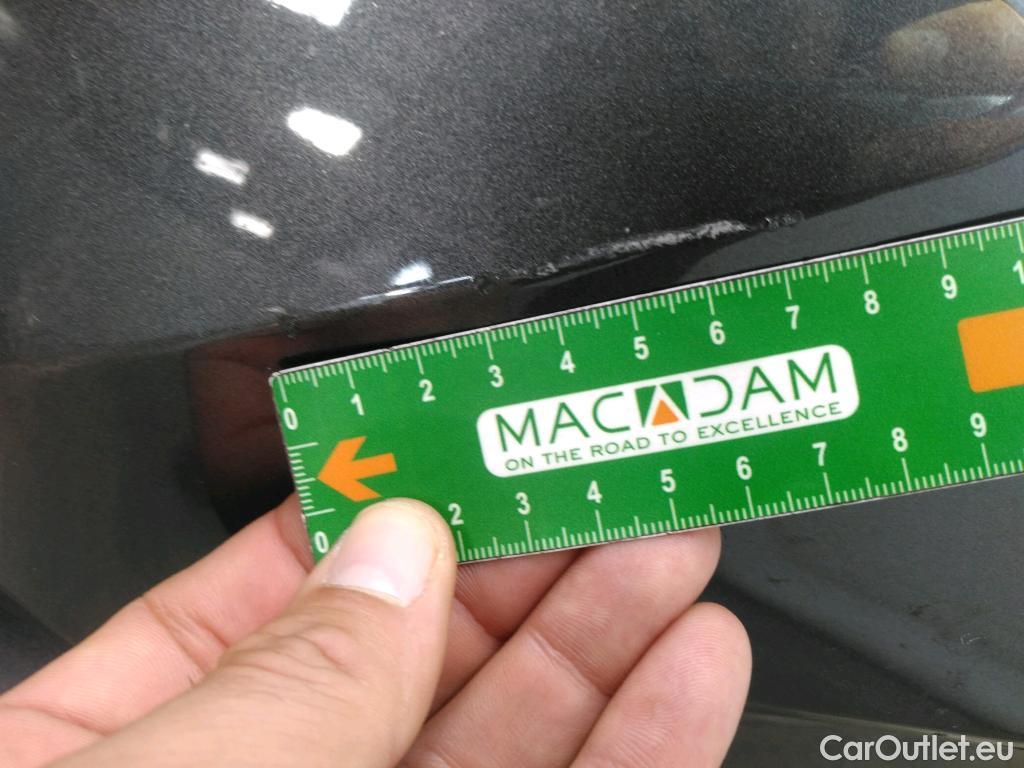 0 1 2 3 4 5 6 7 8 9 1
MACADAM
ON THE ROAD TO EXCELLENCE
0 2 3 4 5 6 7 8 9
CarOutlet.eu